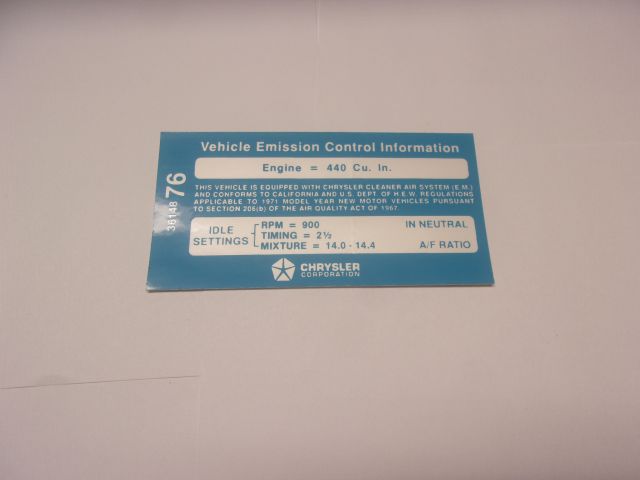 Vehicle Emission Control Information
Engine = 440 Cu. In.
THIS VEHICLE IS EQUIPPED WITH CHRYSLER CLEANER AIR SYSTEM (E.M.)
AND CONFORMS TO CALIFORNIA AND U.S. DEPT. OF H.E.W. REGULATIONS
APPLICABLE TO 1971 MODEL YEAR NEW MOTOR VEHICLES PURSUANT
TO SECTION 206(b) OF THE AIR QUALITY ACT OF 1967.
IDLE SETTINGS
RPM = 900 IN NEUTRAL
TIMING = 2½
MIXTURE = 14.0 - 14.4 A/F RATIO
CHRYSLER
CORPORATION
36148 76